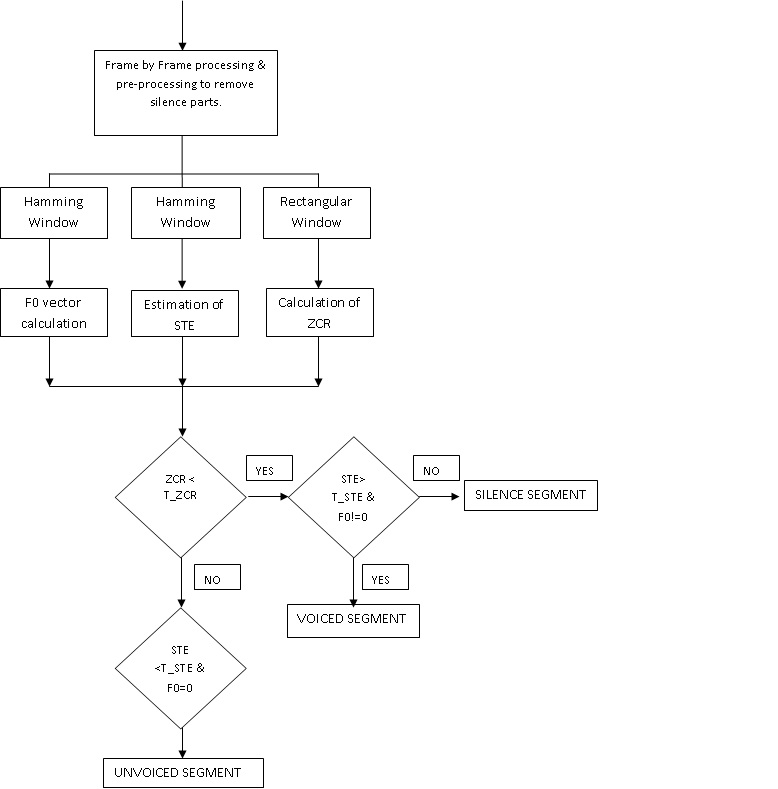 Frame by Frame processing &
pre-processing to remove
silence parts.
Hamming
Window
Hamming
Window
Rectangular
Window
F0 vector
calculation
Estimation of
STE
Calculation of
ZCR
ZCR <
T_ZCR
YES
STE>
T_STE &
F0!=0
NO
SILENCE SEGMENT
NO
YES
VOICED SEGMENT
STE
<T_STE &
F0=0
UNVOICED SEGMENT